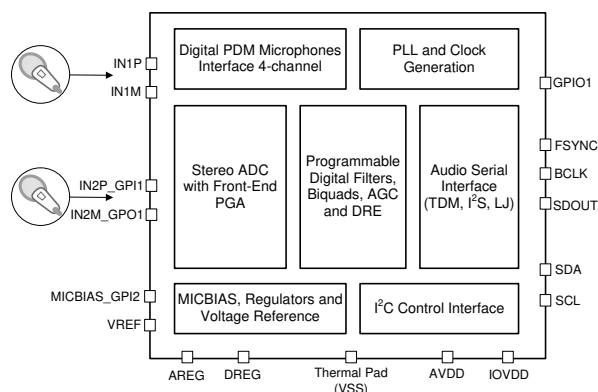 Digital PDM Microphones
Interface 4-channel
PLL and Clock
Generation
IN1P
IN1M
GPIO1
Stereo ADC
with Front-End
PGA
Programmable
Digital Filters,
Biquads, AGC
and DRE
Audio Serial
Interface
(TDM, I²S, LJ)
FSYNC
BCLK
SDOUT
IN2P_GPI1
IN2M_GPO1
SDA
SCL
MICBIAS_GPI2
VREF
MICBIAS, Regulators and
Voltage Reference
I²C Control Interface
AREG
DREG
Thermal Pad
(VSS)
AVDD
IOVDD